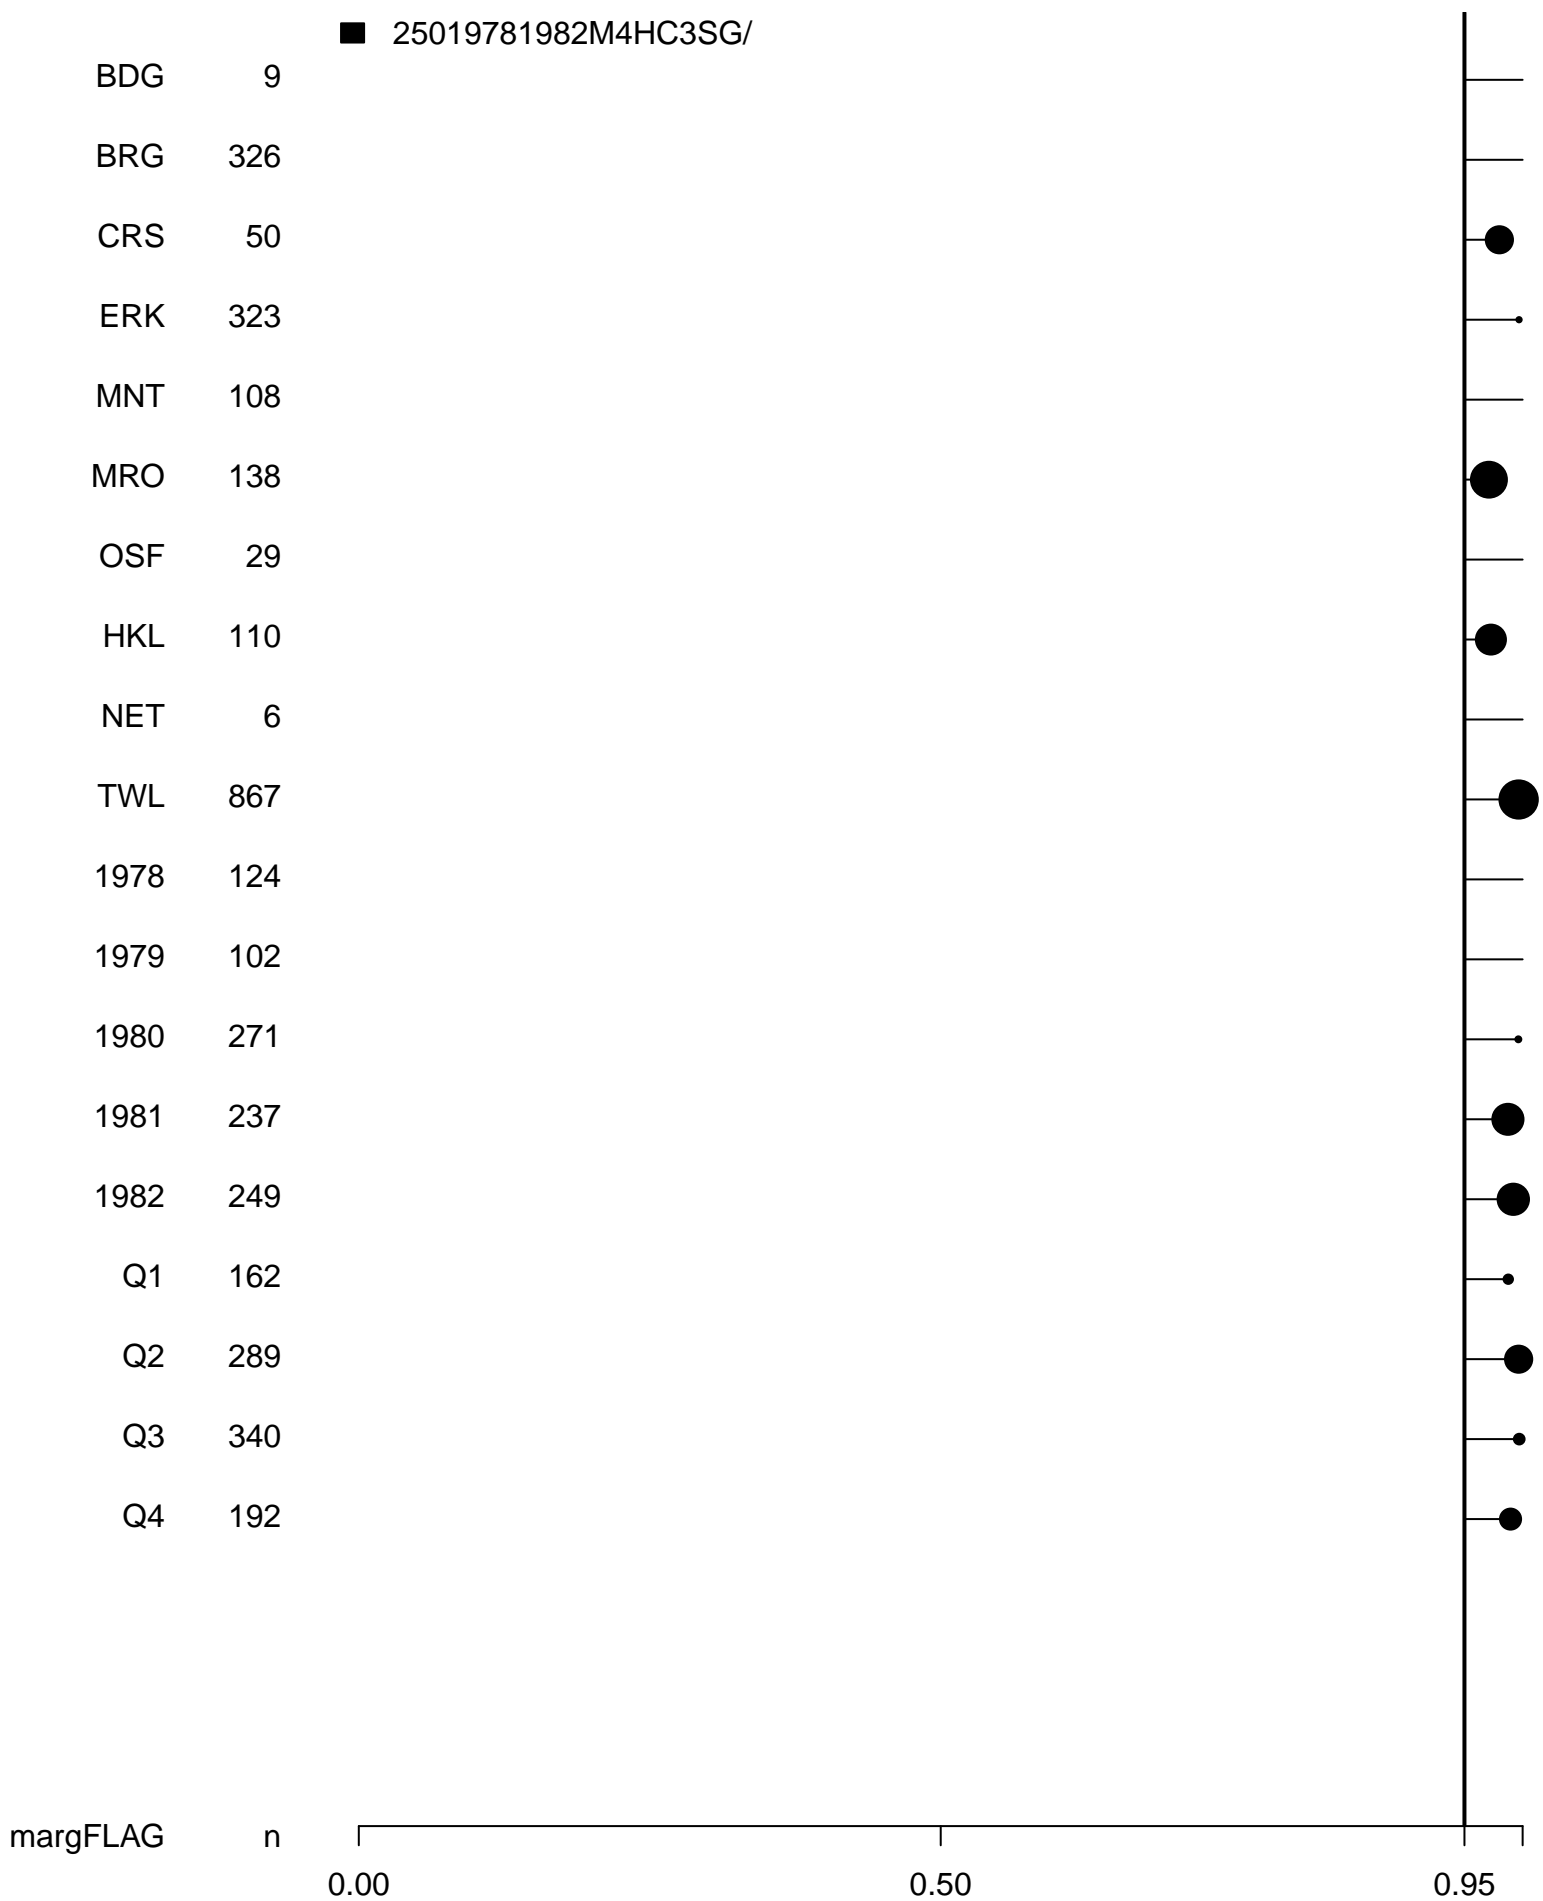 25019781982M4HC3SG/
BDG 9
BRG 326
CRS 50
ERK 323
MNT 108
MRO 138
OSF 29
HKL 110
NET 6
TWL 867
1978 124
1979 102
1980 271
1981 237
1982 249
Q1 162
Q2 289
Q3 340
Q4 192
margFLAG n
0.00 0.50 0.95